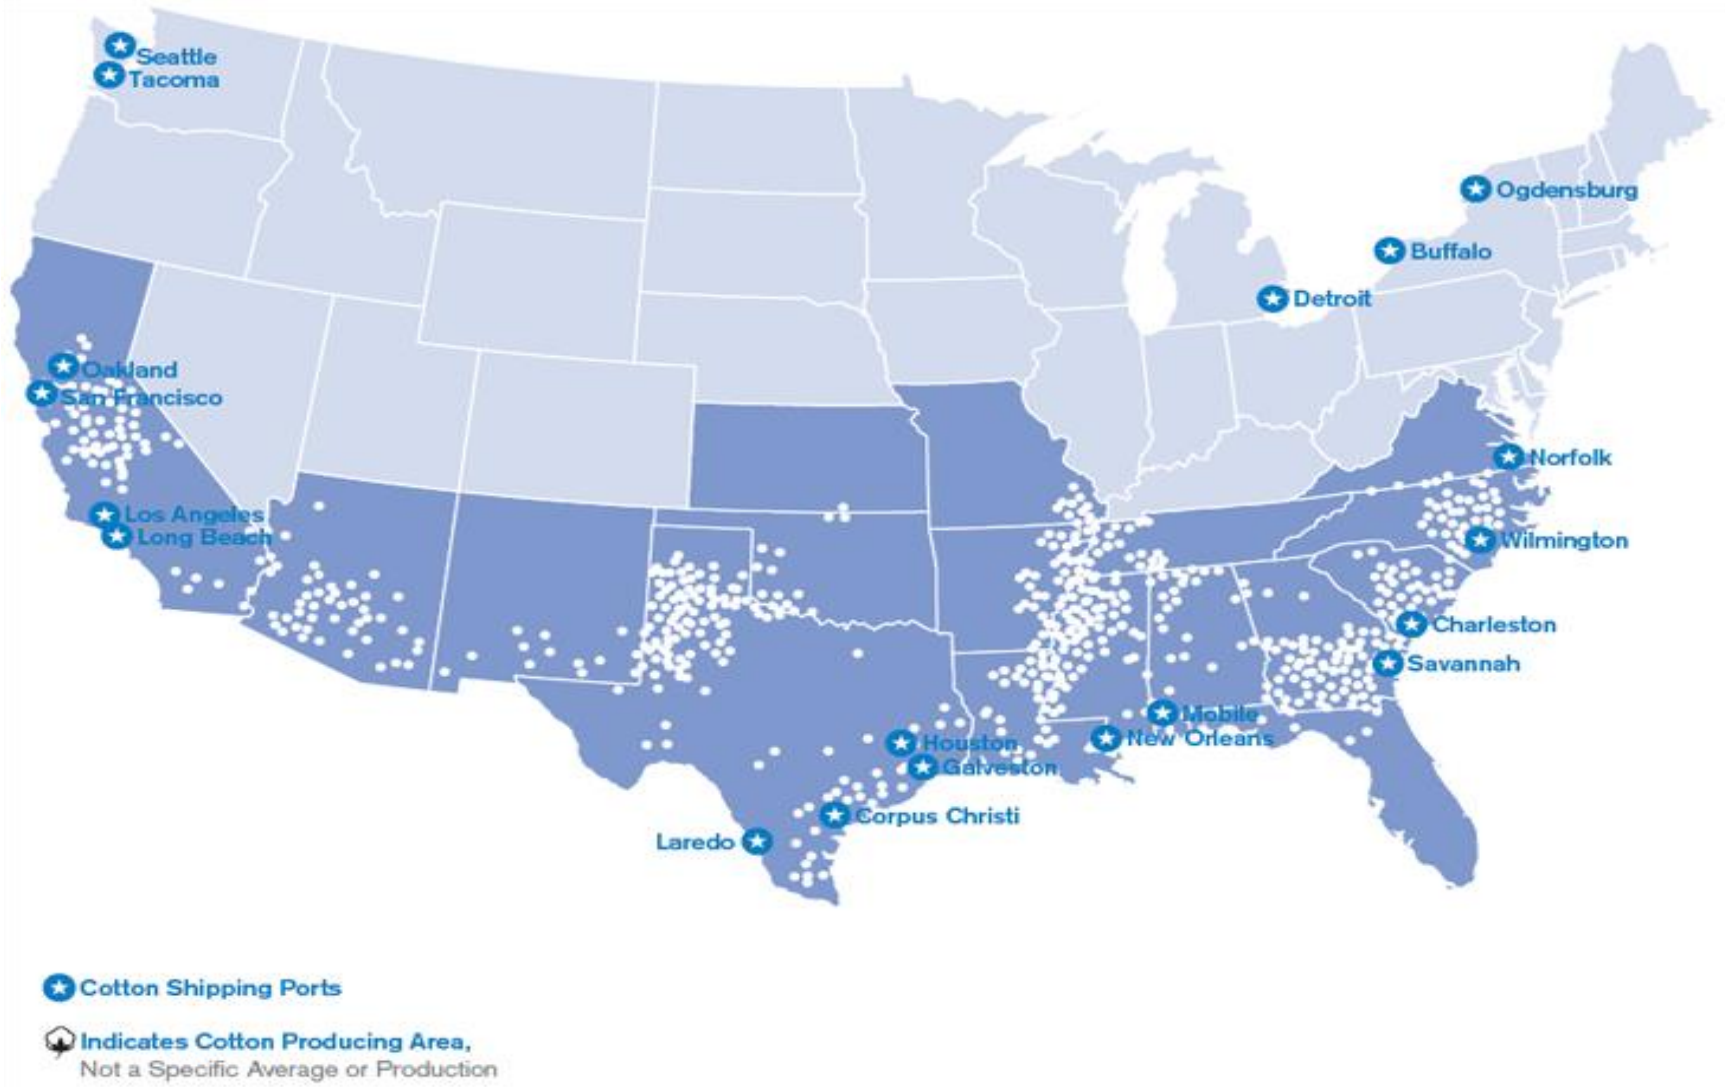 Seattle
Tacoma
Ogdensburg
Buffalo
Detroit
Oakland
San Francisco
Norfolk
Los Angeles
Long Beach
Wilmington
Charleston
Savannah
Mobile
New Orleans
Houston
Galveston
Corpus Christi
Laredo
Cotton Shipping Ports
Indicates Cotton Producing Area,
Not a Specific Average or Production